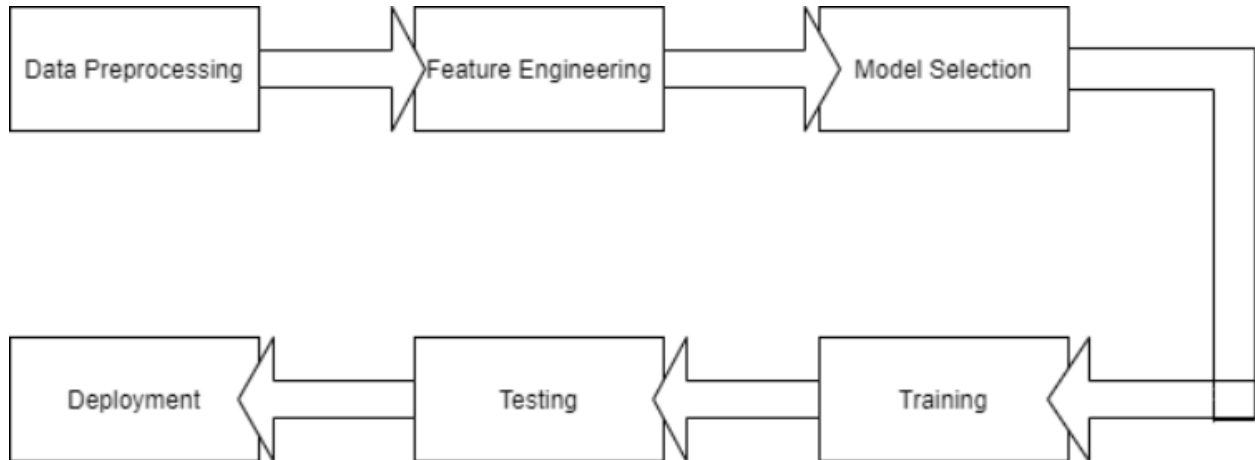 Data Preprocessing
Feature Engineering
Model Selection
Training
Testing
Deployment